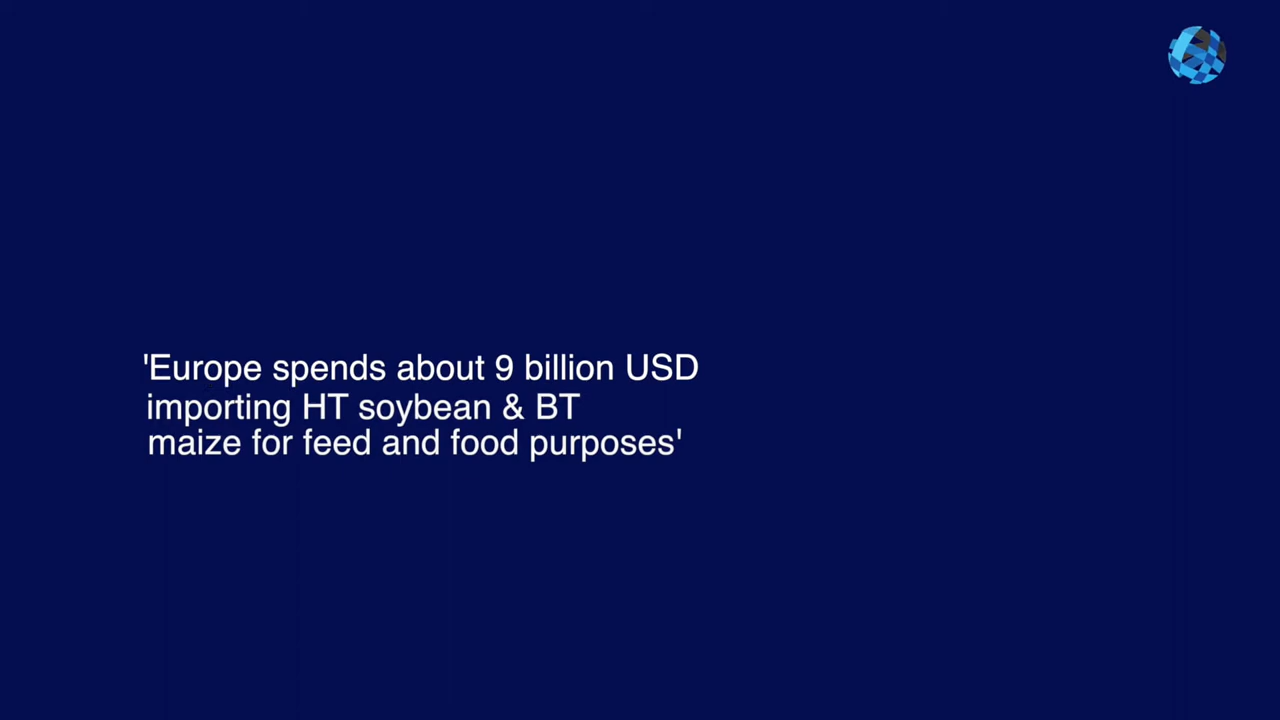 'Europe spends about 9 billion USD
importing HT soybean & BT
maize for feed and food purposes'